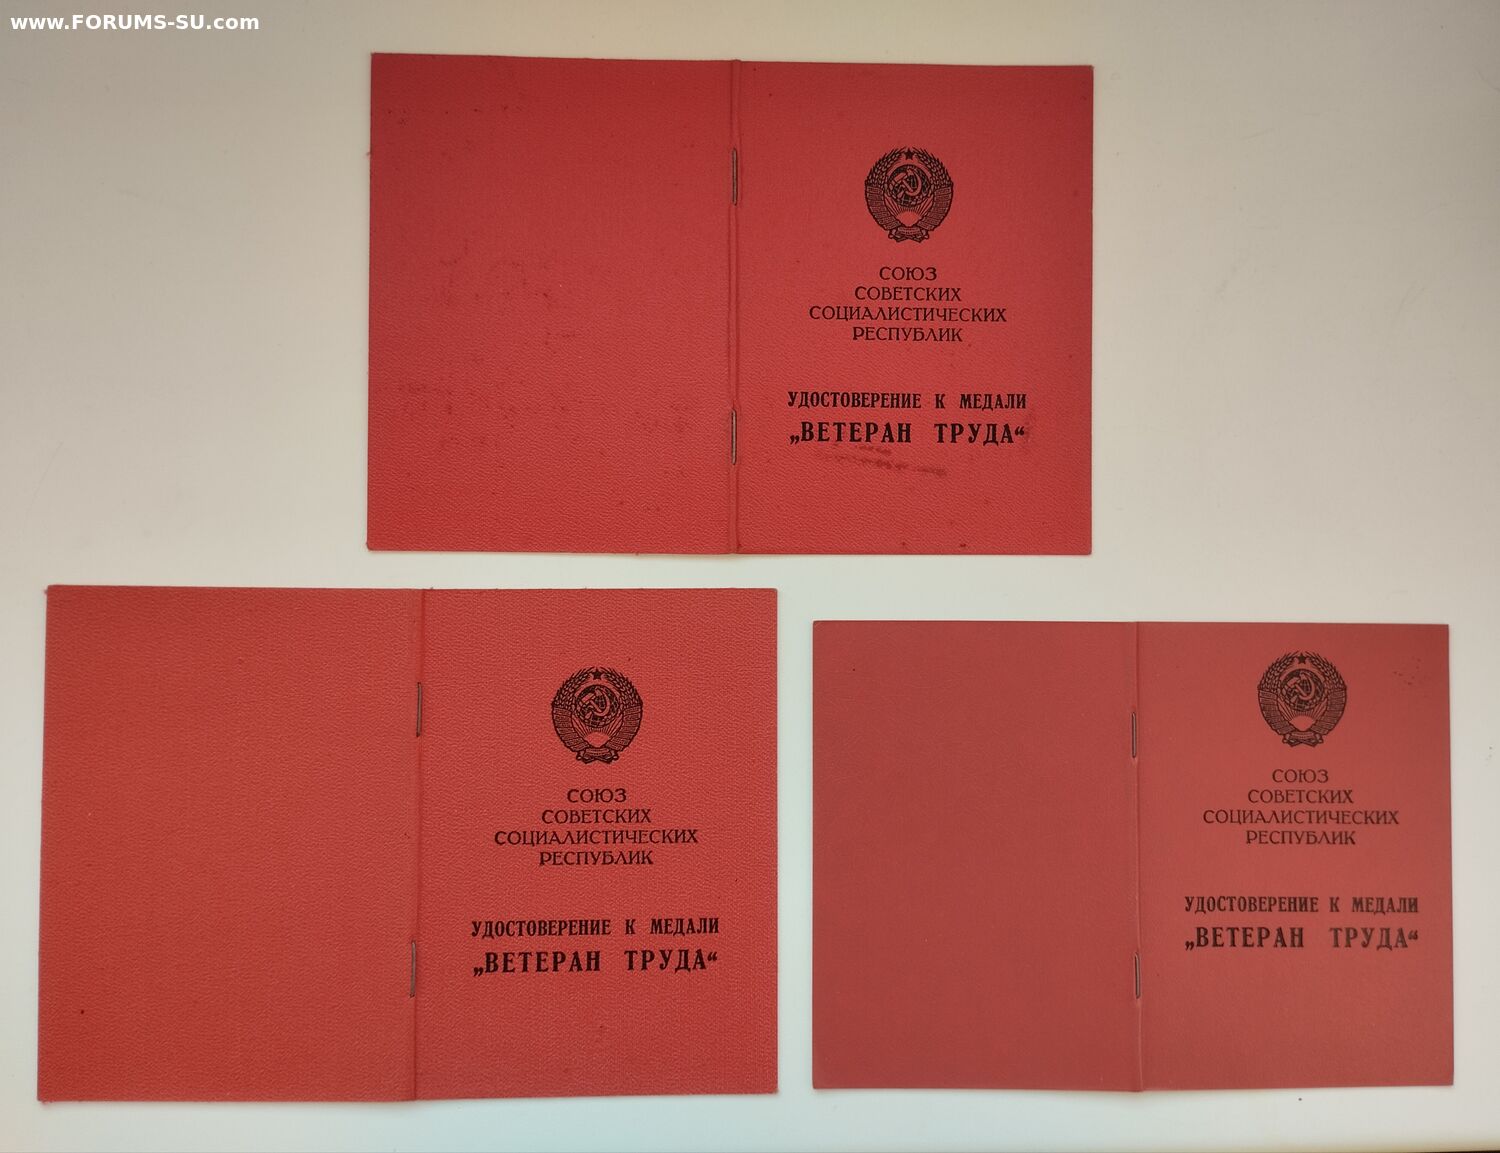 www.FORUMS-SU.com
СОЮЗ
СОВЕТСКИХ
СОЦИАЛИСТИЧЕСКИХ
РЕСПУБЛИК
УДОСТОВЕРЕНИЕ К МЕДАЛИ
„ВЕТЕРАН ТРУДА“
СОЮЗ
СОВЕТСКИХ
СОЦИАЛИСТИЧЕСКИХ
РЕСПУБЛИК
УДОСТОВЕРЕНИЕ К МЕДАЛИ
„ВЕТЕРАН ТРУДА“
СОЮЗ
СОВЕТСКИХ
СОЦИАЛИСТИЧЕСКИХ
РЕСПУБЛИК
УДОСТОВЕРЕНИЕ К МЕДАЛИ
„ВЕТЕРАН ТРУДА“